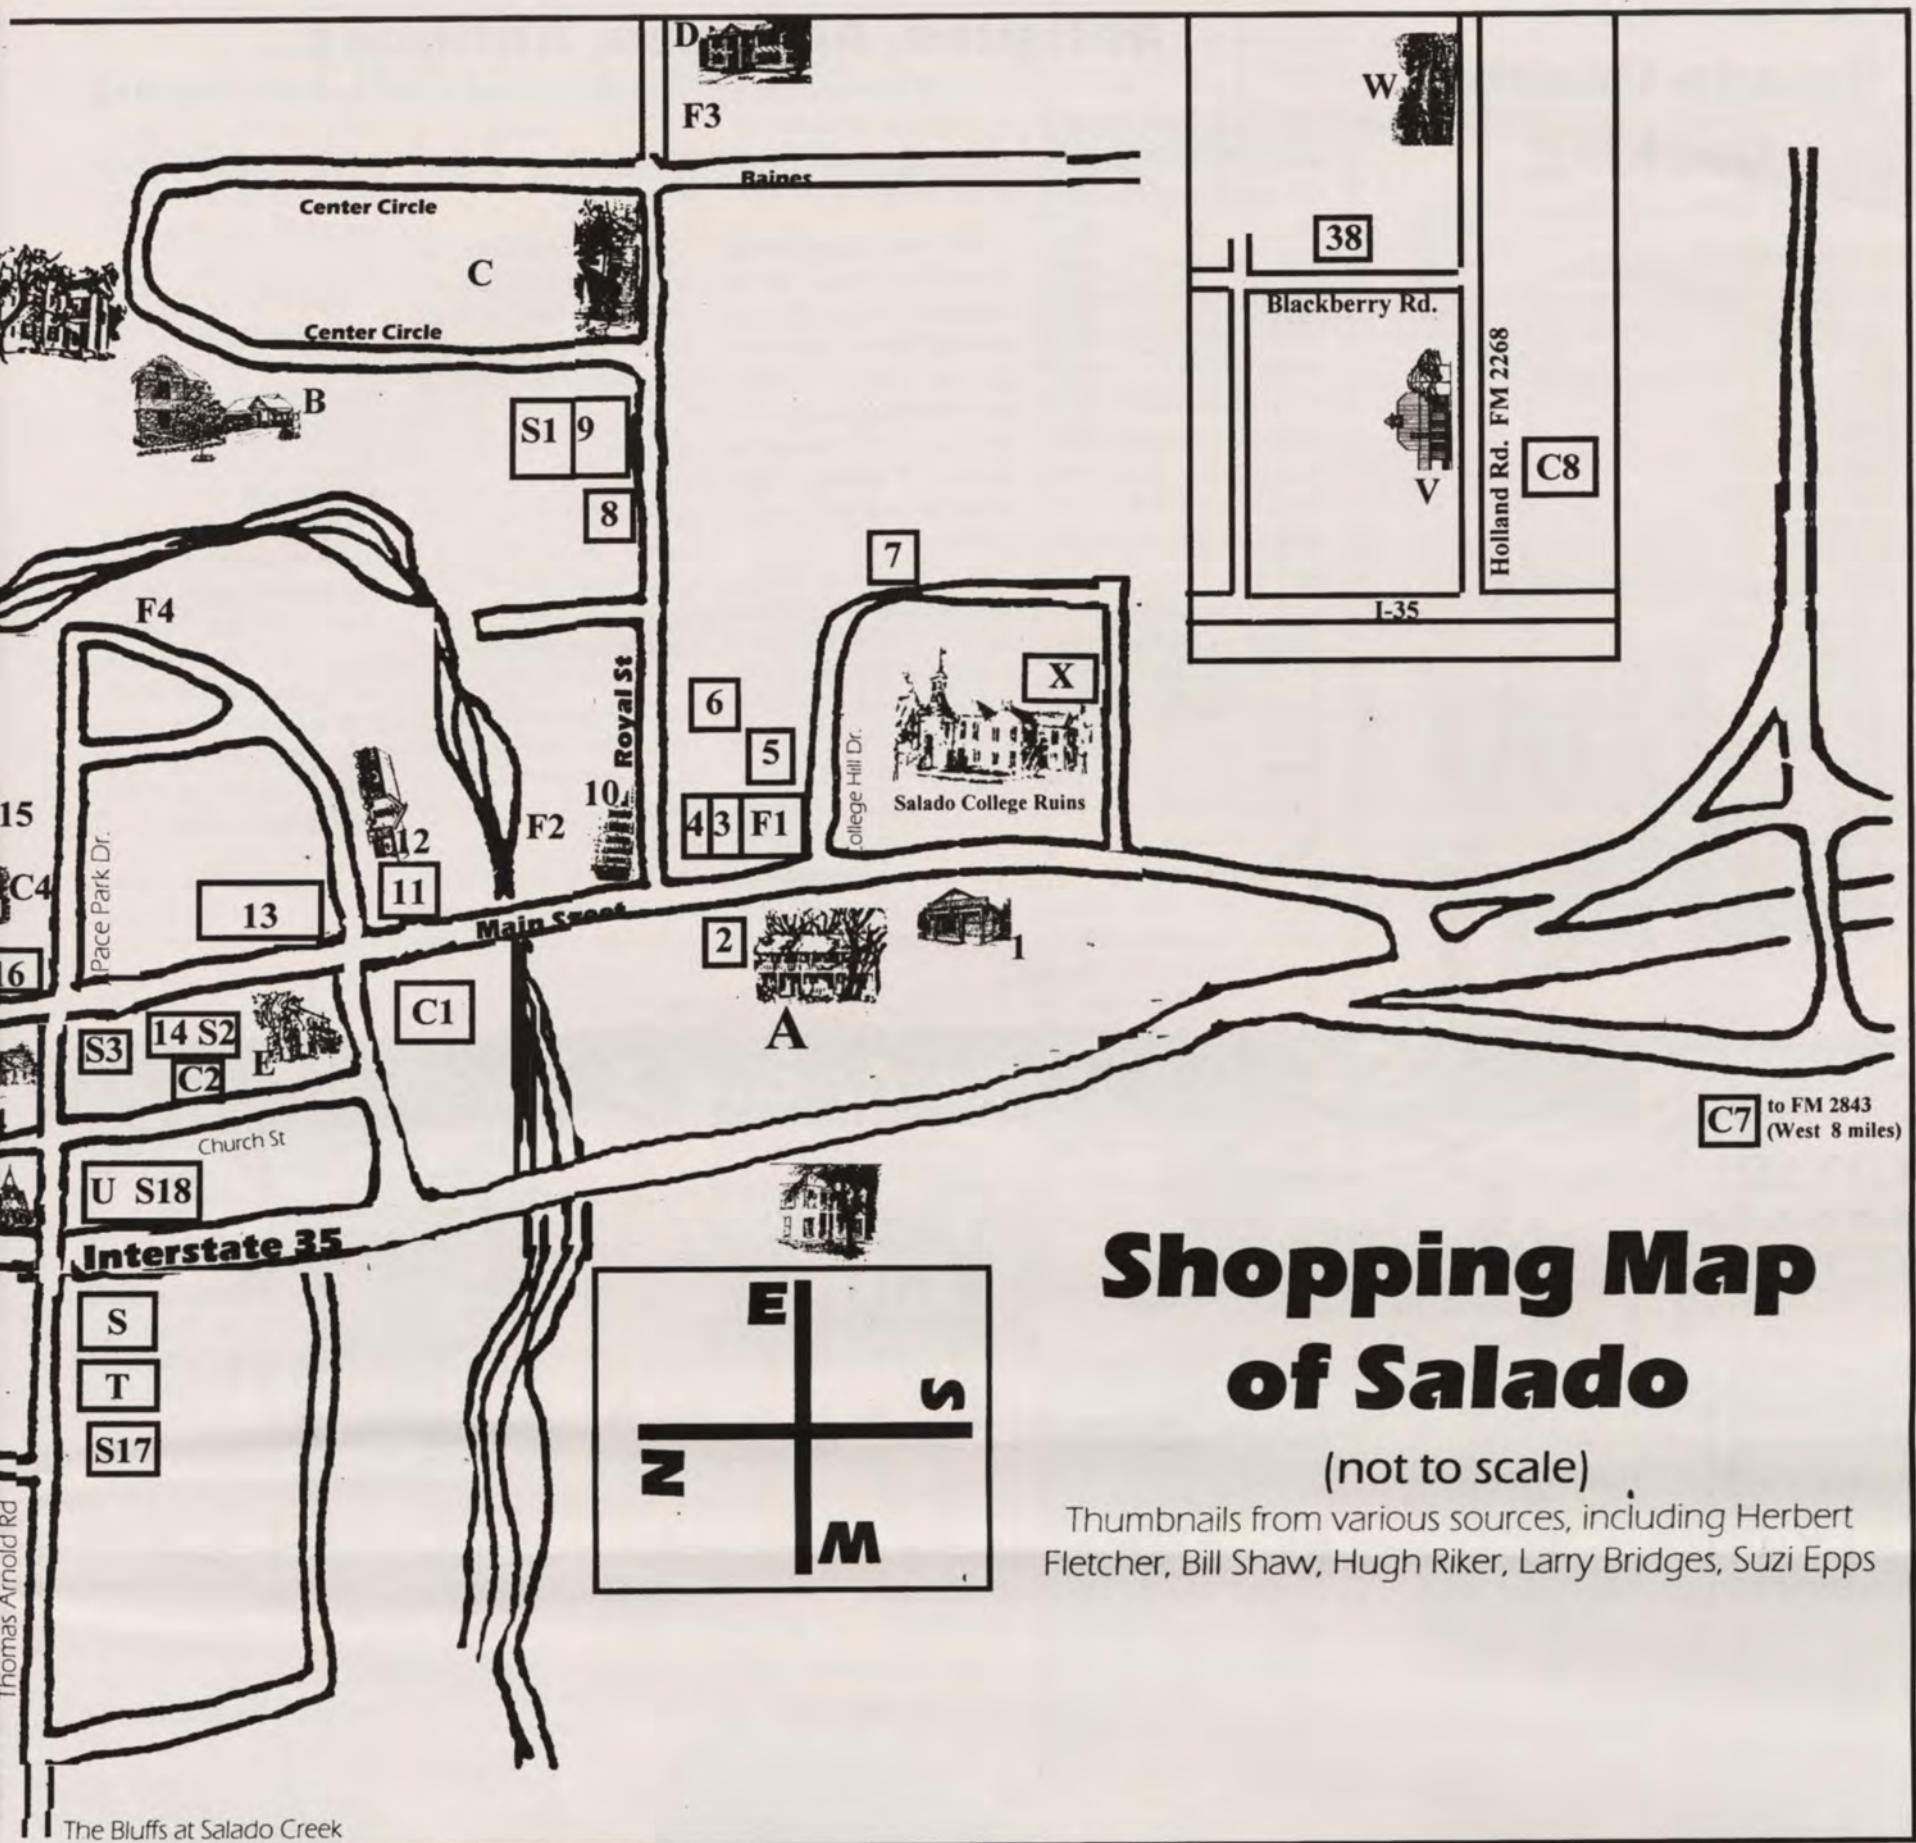 D
F3
W
Baines
Center Circle
C
38
Center Circle
Blackberry Rd.
B
S1 9
Holland Rd. FM 2268
C8
V
8
7
F4
I-35
Royal St
6
X
5
College Hill Dr.
Salado College Ruins
10
4 3 F1
15
F2
12
C4
A Pace Park Dr.
11
13
Main Sreet
2
1
16
C1
A
S3
14 S2
E
C2
C7
to FM 2843
(West 8 miles)
Church St
U S18
Interstate 35
Shopping Map
of Salado
(not to scale)
Thumbnails from various sources, including Herbert
Fletcher, Bill Shaw, Hugh Riker, Larry Bridges, Suzi Epps
E
S
N
W
S
T
S17
Thomas Arnold Rd
The Bluffs at Salado Creek